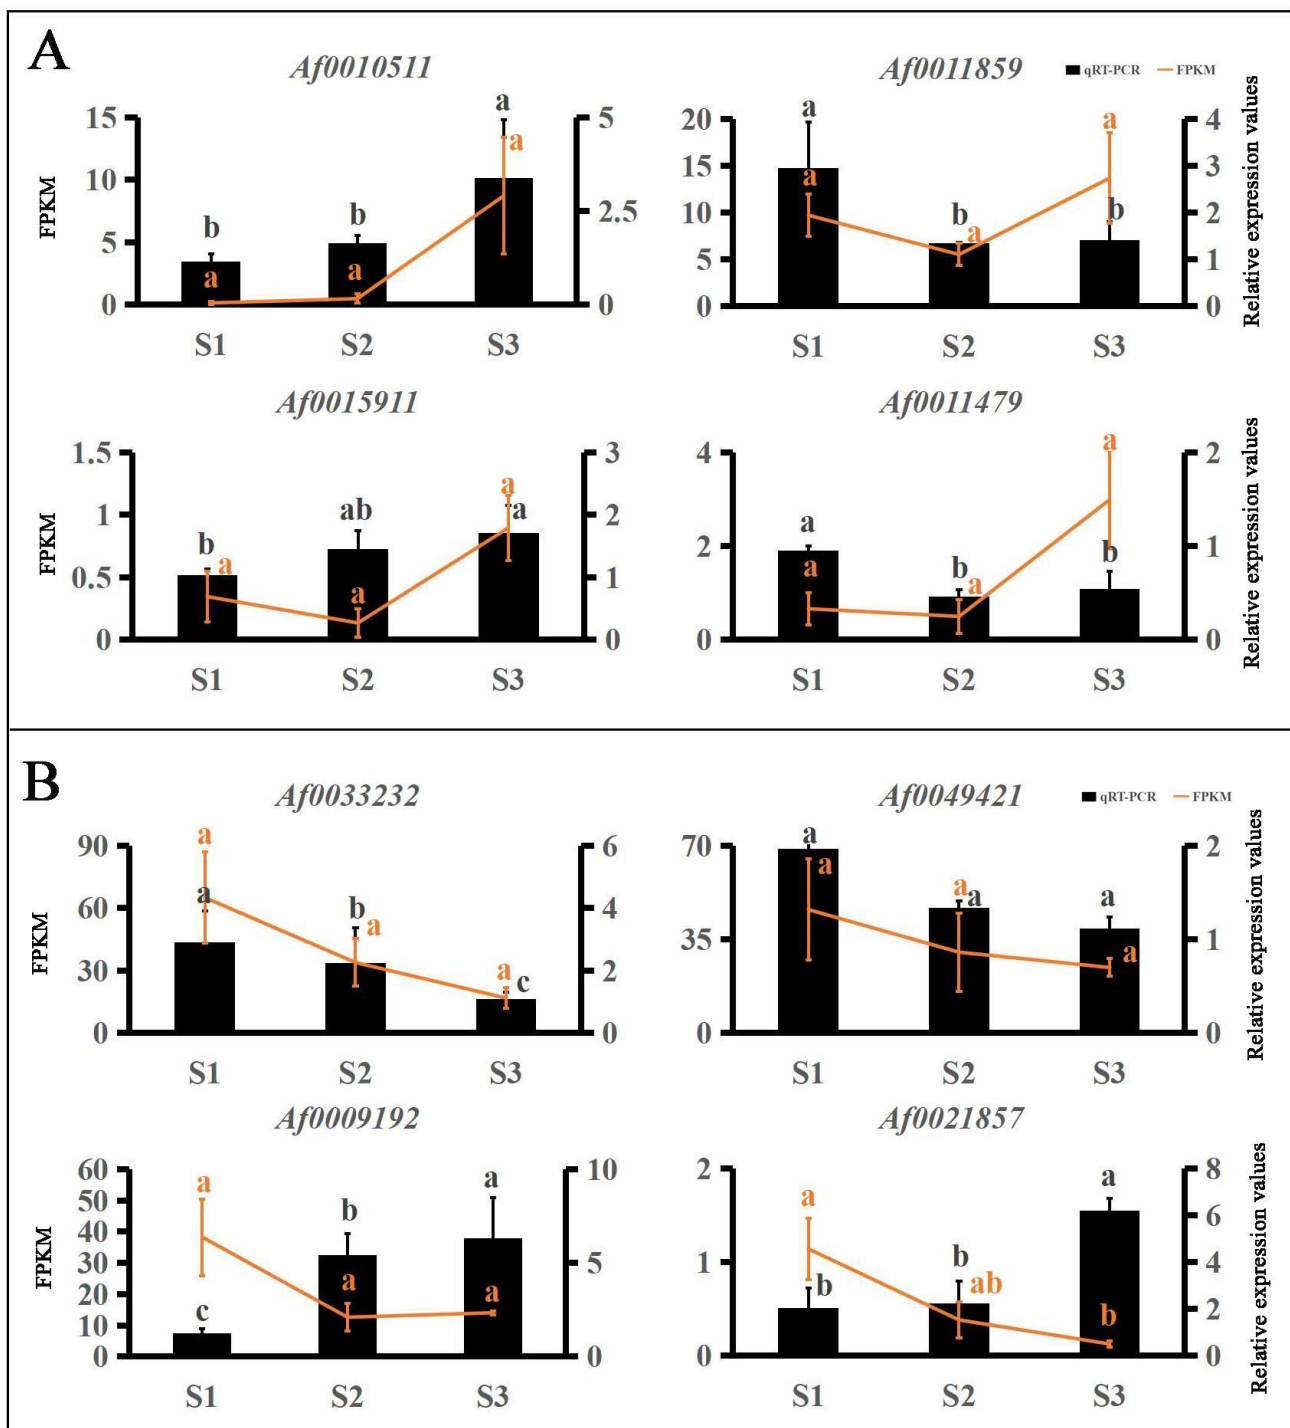 A
Af0010511
Af0011859
qRT-PCR FPKM
FPKM
15
10
5
0
b
b
a
a
a
a
5
2.5
0
S1 S2 S3
20
15
10
5
0
a
b
b
a
a
a
4
3
2
1
0
Relative expression values
S1 S2 S3
Af0015911
Af0011479
FPKM
1.5
1
0.5
0
b
ab
a
a
a
a
3
2
1
0
S1 S2 S3
4
2
0
a
b
b
a
a
a
2
1
0
Relative expression values
S1 S2 S3
B
Af0033232
Af0049421
qRT-PCR FPKM
FPKM
90
60
30
0
a
a
b
a
a
c
6
4
2
0
S1 S2 S3
70
35
0
a
a
a
a
a
a
2
1
0
Relative expression values
S1 S2 S3
Af0009192
Af0021857
FPKM
60
50
40
30
20
10
0
a
c
b
a
a
a
10
5
0
S1 S2 S3
2
1
0
a
b
b
ab
a
b
8
6
4
2
0
Relative expression values
S1 S2 S3